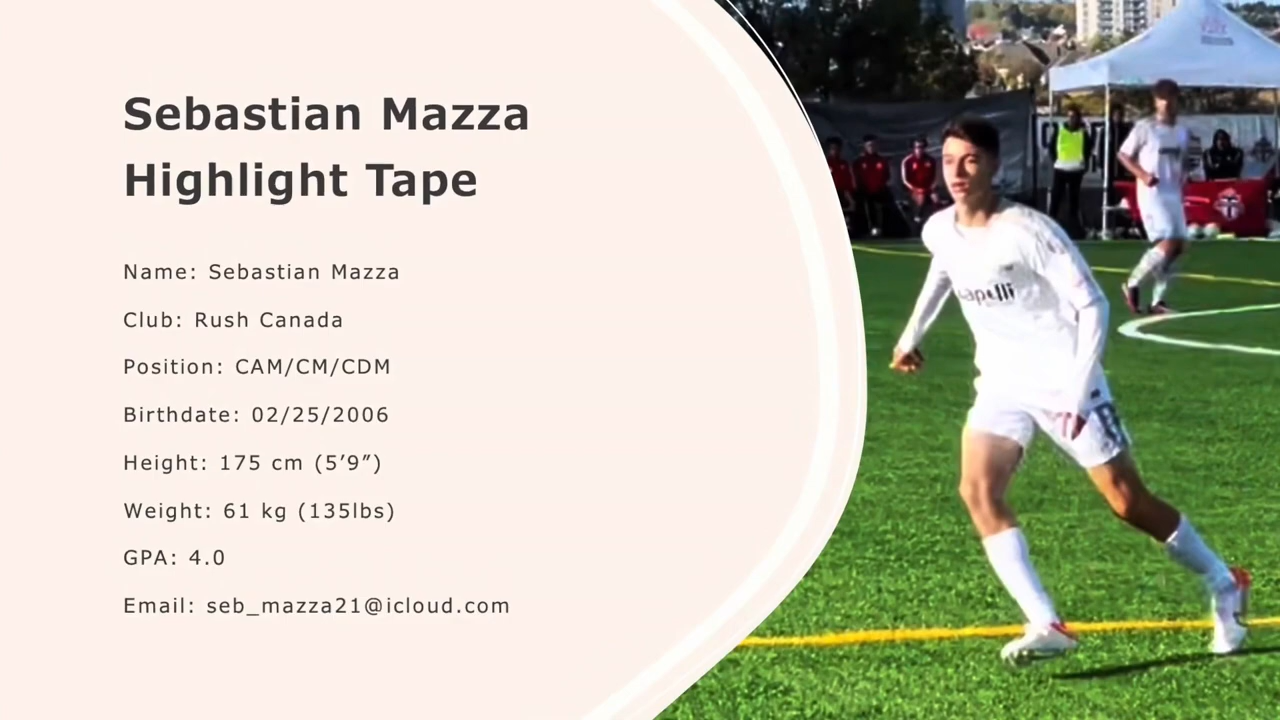 Sebastian Mazza
Highlight Tape
Name: Sebastian Mazza
Club: Rush Canada
Position: CAM/CM/CDM
Birthdate: 02/25/2006
Height: 175 cm (5’9”)
Weight: 61 kg (135lbs)
GPA: 4.0
Email: seb_mazza21@icloud.com
capelli